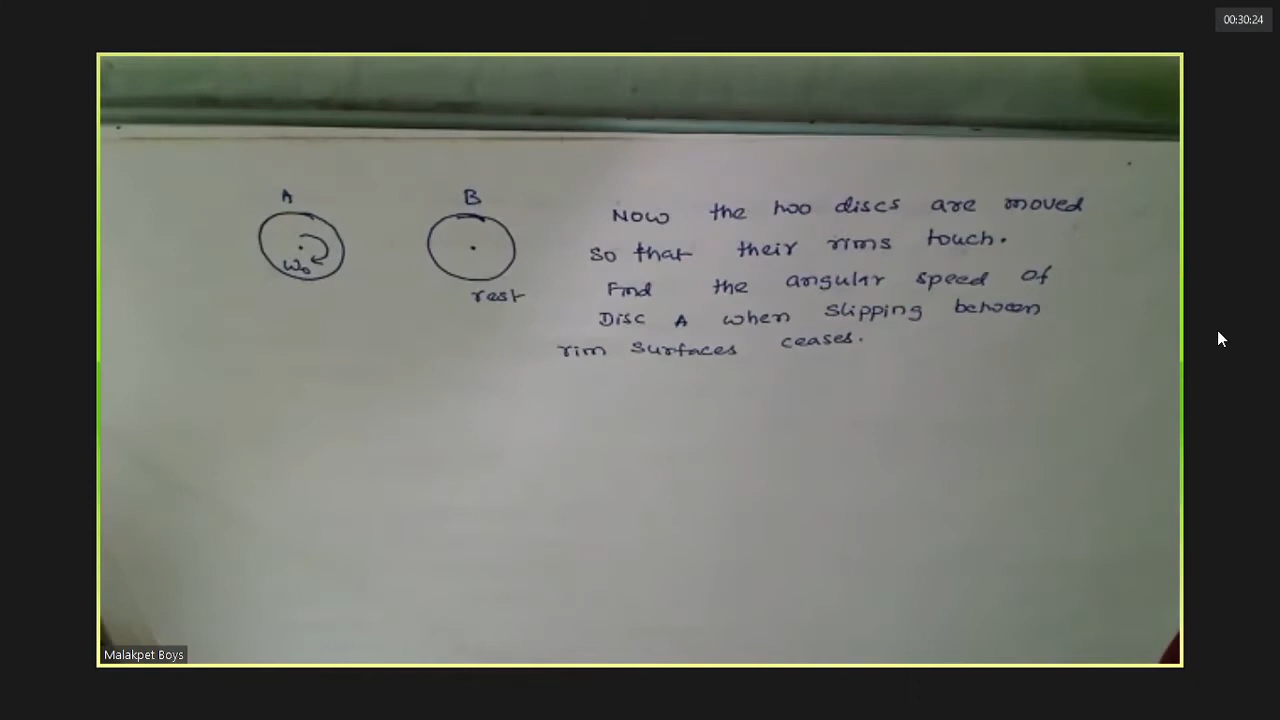 00:30:24
A
B
Now the two discs are moved
so that their rims touch.
ω₀
rest
Find the angular speed of
Disc A when slipping between
rim surfaces ceases.
Malakpet Boys